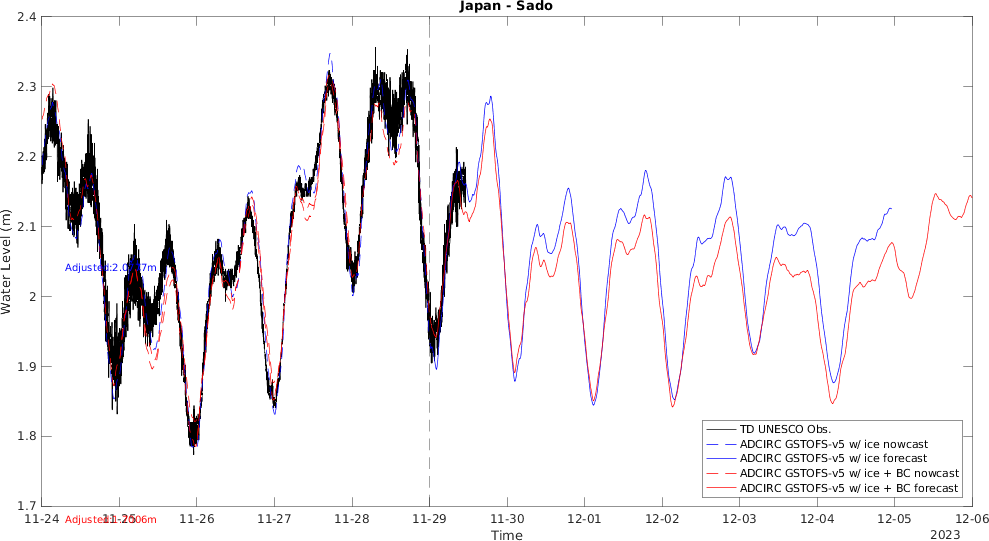 Japan - Sado
Water Level (m)
2.4
2.3
2.2
2.1
2
1.9
1.8
1.7
TD UNESCO Obs.
ADCIRC GSTOFS-v5 w/ ice nowcast
ADCIRC GSTOFS-v5 w/ ice forecast
ADCIRC GSTOFS-v5 w/ ice + BC nowcast
ADCIRC GSTOFS-v5 w/ ice + BC forecast
11-24 11-25 11-26 11-27 11-28 11-29 11-30 12-01 12-02 12-03 12-04 12-05 12-06
Time
2023